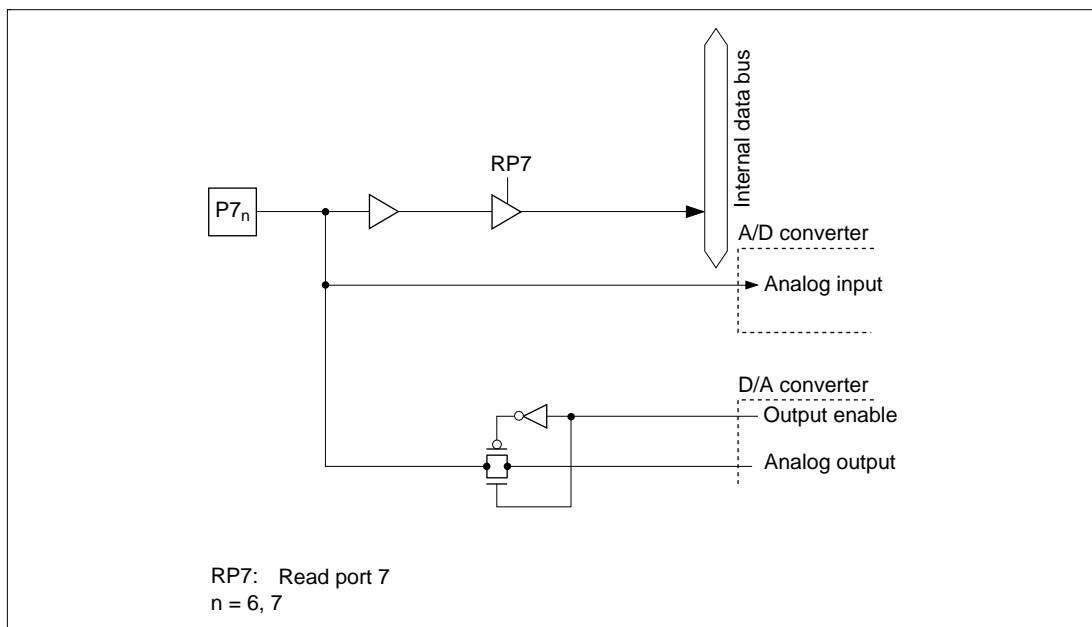 Internal data bus
RP7
P7n
A/D converter
Analog input
D/A converter
Output enable
Analog output
RP7: Read port 7
n = 6, 7